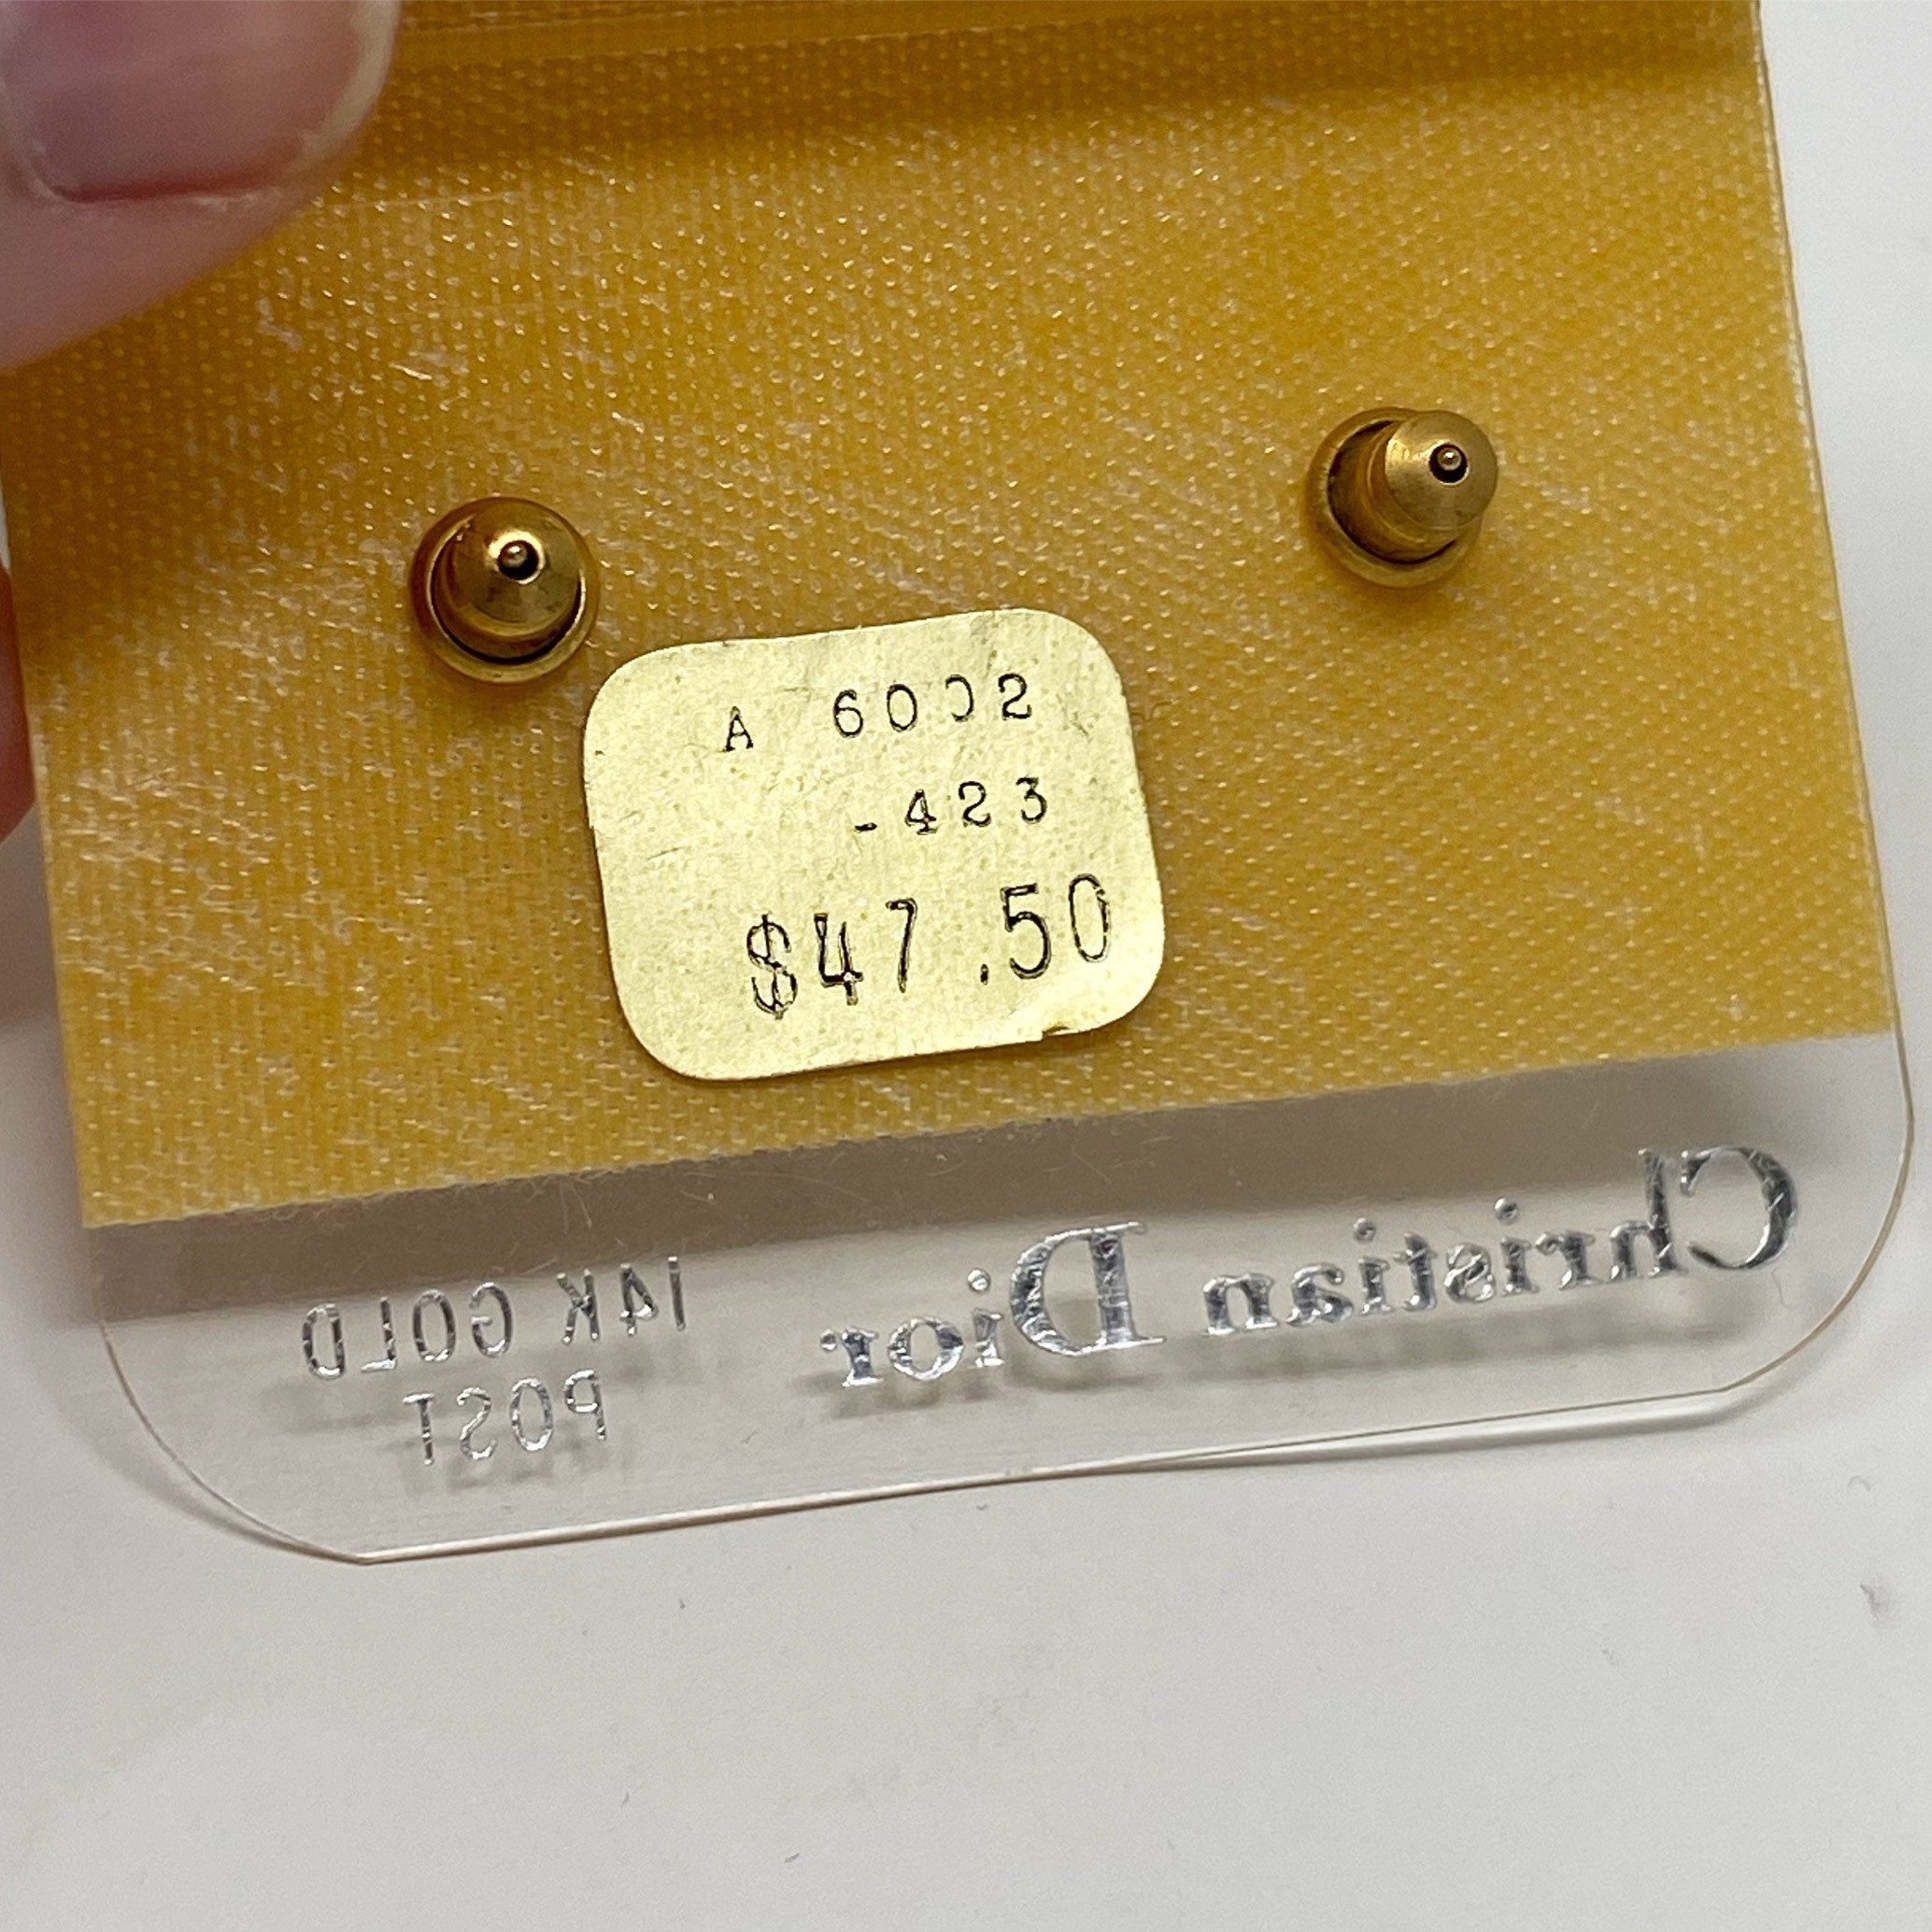 A 6002
-423
$47.50
Christian Dior
14K GOLD
POST